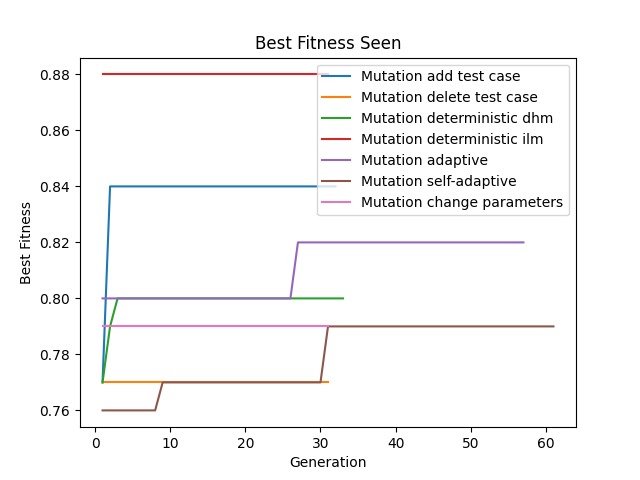 Best Fitness Seen
Best Fitness
0.88
0.86
0.84
0.82
0.80
0.78
0.76
Mutation add test case
Mutation delete test case
Mutation deterministic dhm
Mutation deterministic ilm
Mutation adaptive
Mutation self-adaptive
Mutation change parameters
0 10 20 30 40 50 60
Generation